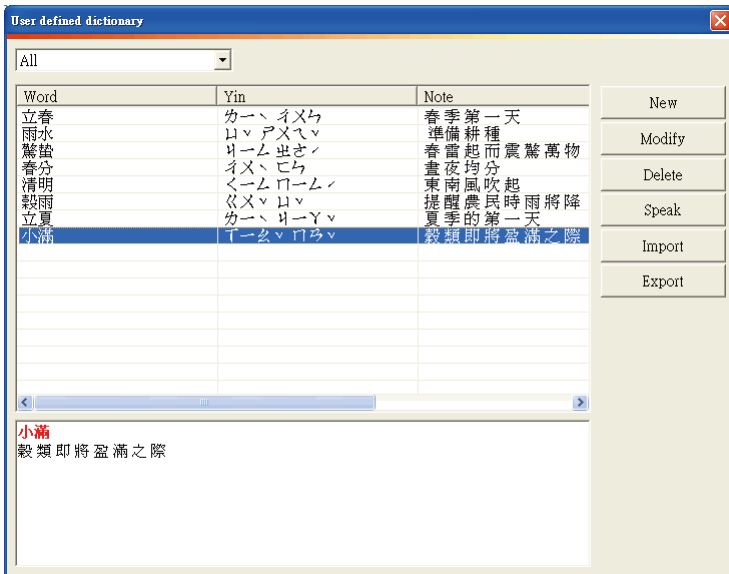 User defined dictionary
All
Word Yin Note
立春 ㄌㄧˋ ㄔㄨㄣ 春季第一天
雨水 ㄩˇ ㄕㄨㄟˇ 準備耕種
驚蟄 ㄐㄧㄥ ㄓㄜˊ 春雷起而震驚萬物
春分 ㄔㄨㄣ ㄈㄣ 晝夜均分
清明 ㄑㄧㄥ ㄇㄧㄥˊ 東南風吹起
穀雨 ㄍㄨˇ ㄩˇ 提醒農民時雨將降
立夏 ㄌㄧˋ ㄐㄧㄚˇ 夏季的第一天
小滿 ㄒㄧㄠˇ ㄇㄢˇ 穀類即將盈滿之際
New
Modify
Delete
Speak
Import
Export
小滿
穀類即將盈滿之際